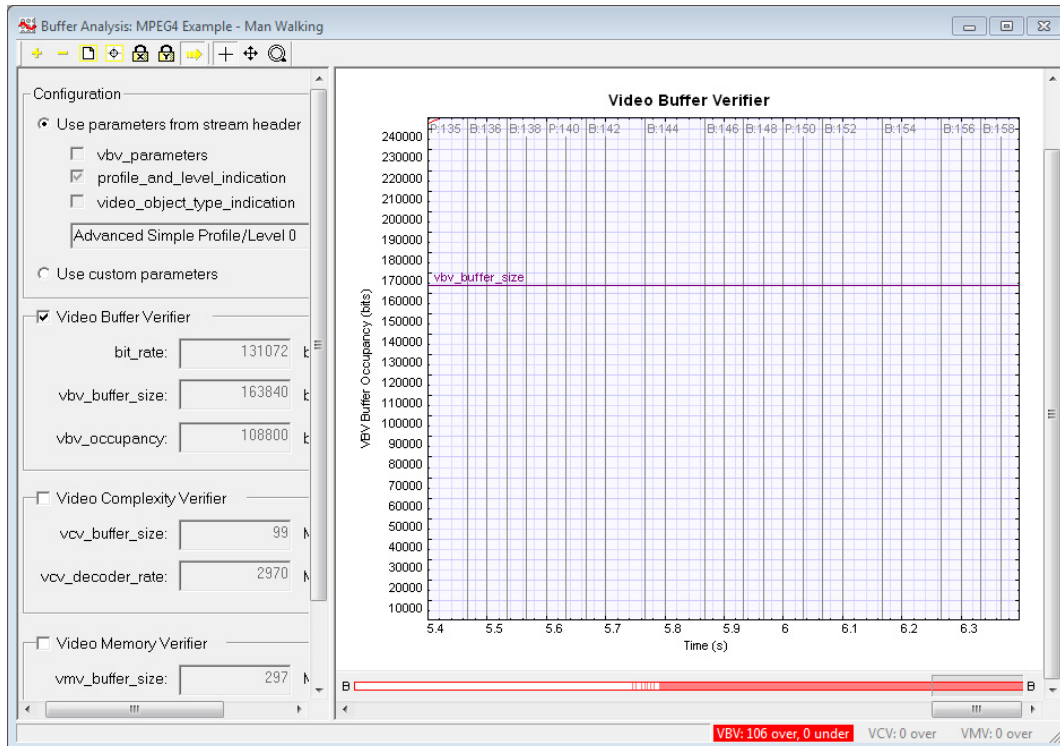 Buffer Analysis: MPEG4 Example - Man Walking
Configuration
Use parameters from stream header
vbv_parameters
profile_and_level_indication
video_object_type_indication
Advanced Simple Profile/Level 0
Use custom parameters
Video Buffer Verifier
bit_rate: 131072 b
vbv_buffer_size: 163840 b
vbv_occupancy: 108800 b
Video Complexity Verifier
vcv_buffer_size: 99 M
vcv_decoder_rate: 2970 M
Video Memory Verifier
vmv_buffer_size: 297 M
Video Buffer Verifier
P:135 B:136 B:138 P:140 B:142 B:144 B:146 B:148 P:150 B:152 B:154 B:156 B:158
240000
230000
220000
210000
200000
190000
180000
170000
160000
150000
140000
130000
120000
110000
100000
90000
80000
70000
60000
50000
40000
30000
20000
10000
vbv_buffer_size
VBV Buffer Occupancy (bits)
5.4 5.5 5.6 5.7 5.8 5.9 6 6.1 6.2 6.3
Time (s)
B B
VBV: 106 over, 0 under VCV: 0 over VMV: 0 over